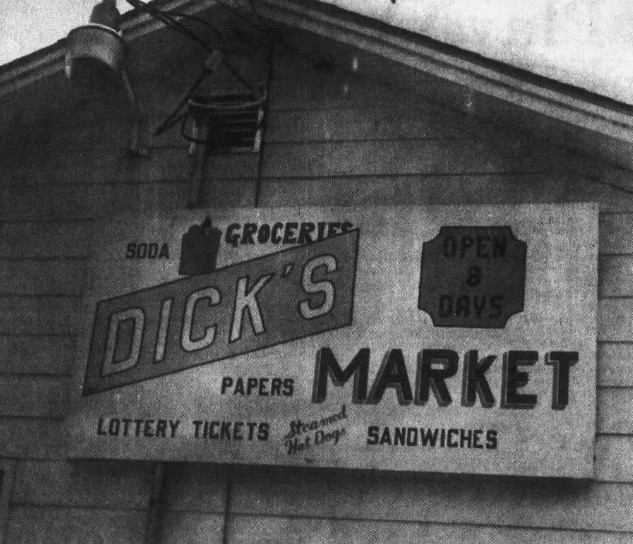 SODA GROCERIES
DICK'S
OPEN
8
DAYS
PAPERS MARKET
LOTTERY TICKETS Steamed Hot Dogs SANDWICHES